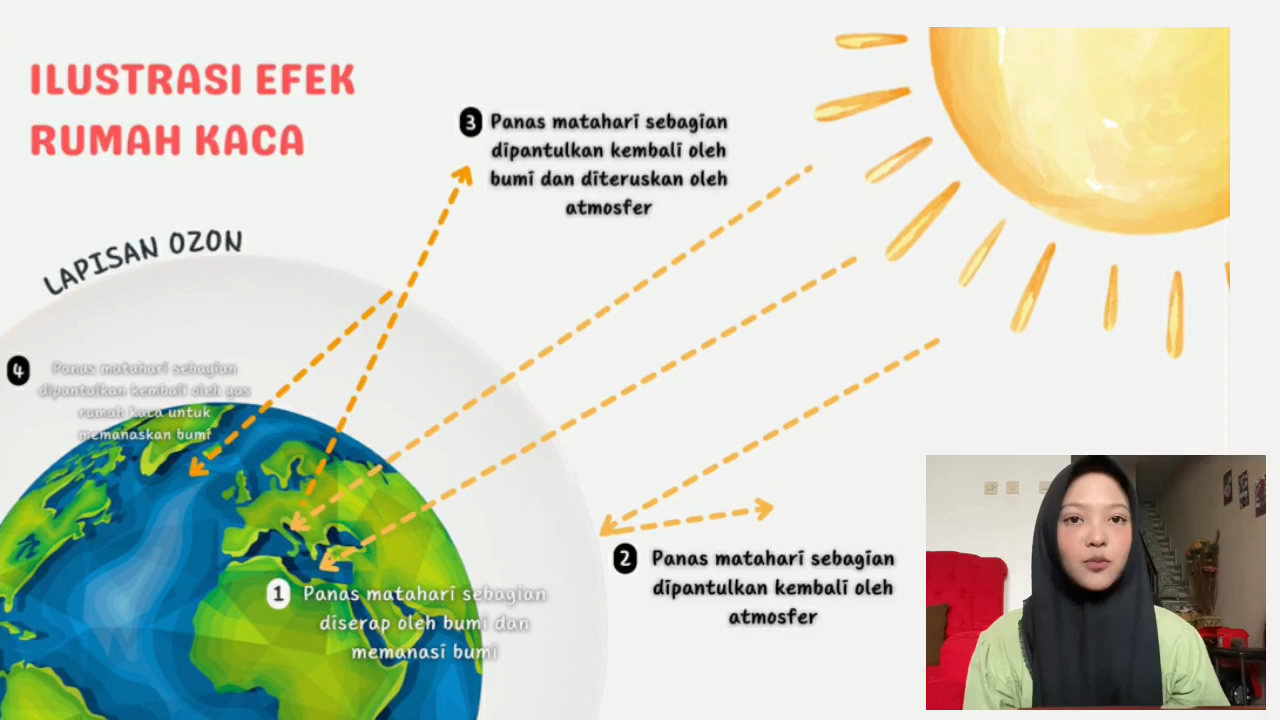 ILUSTRASI EFEK
RUMAH KACA
LAPISAN OZON
3 Panas matahari sebagian
dipantulkan kembali oleh
bumi dan diteruskan oleh
atmosfer
4 Panas matahari sebagian
dipantulkan kembali oleh gas
rumah kaca untuk
memanaskan bumi
1 Panas matahari sebagian
diserap oleh bumi dan
memanasi bumi
2 Panas matahari sebagian
dipantulkan kembali oleh
atmosfer